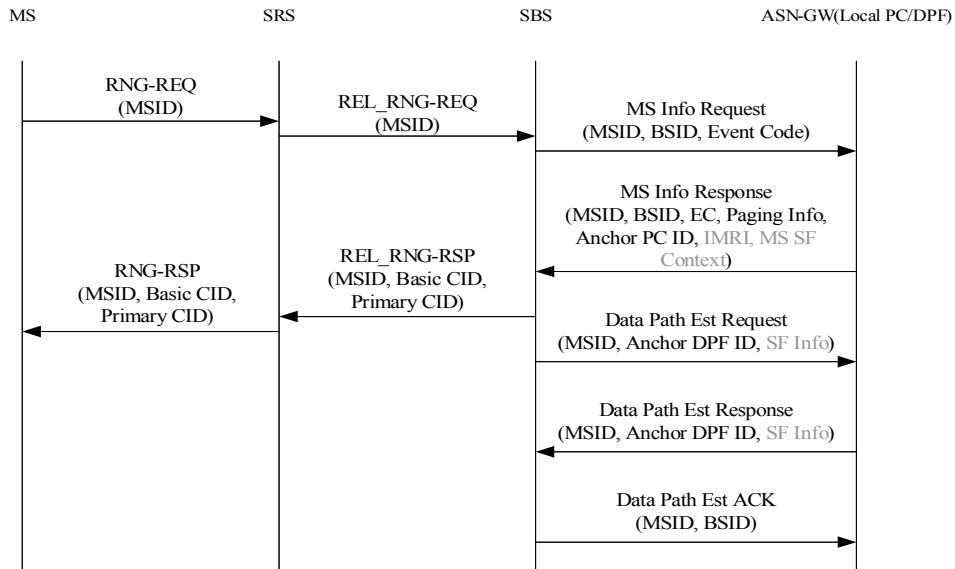 MS SRS SBS ASN-GW(Local PC/DPF)
RNG-REQ
(MSID)
REL_RNG-REQ
(MSID)
MS Info Request
(MSID, BSID, Event Code)
MS Info Response
(MSID, BSID, EC, Paging Info,
Anchor PC ID, IMRI, MS SF
Context)
REL_RNG-RSP
(MSID, Basic CID,
Primary CID)
RNG-RSP
(MSID, Basic CID,
Primary CID)
Data Path Est Request
(MSID, Anchor DPF ID, SF Info)
Data Path Est Response
(MSID, Anchor DPF ID, SF Info)
Data Path Est ACK
(MSID, BSID)